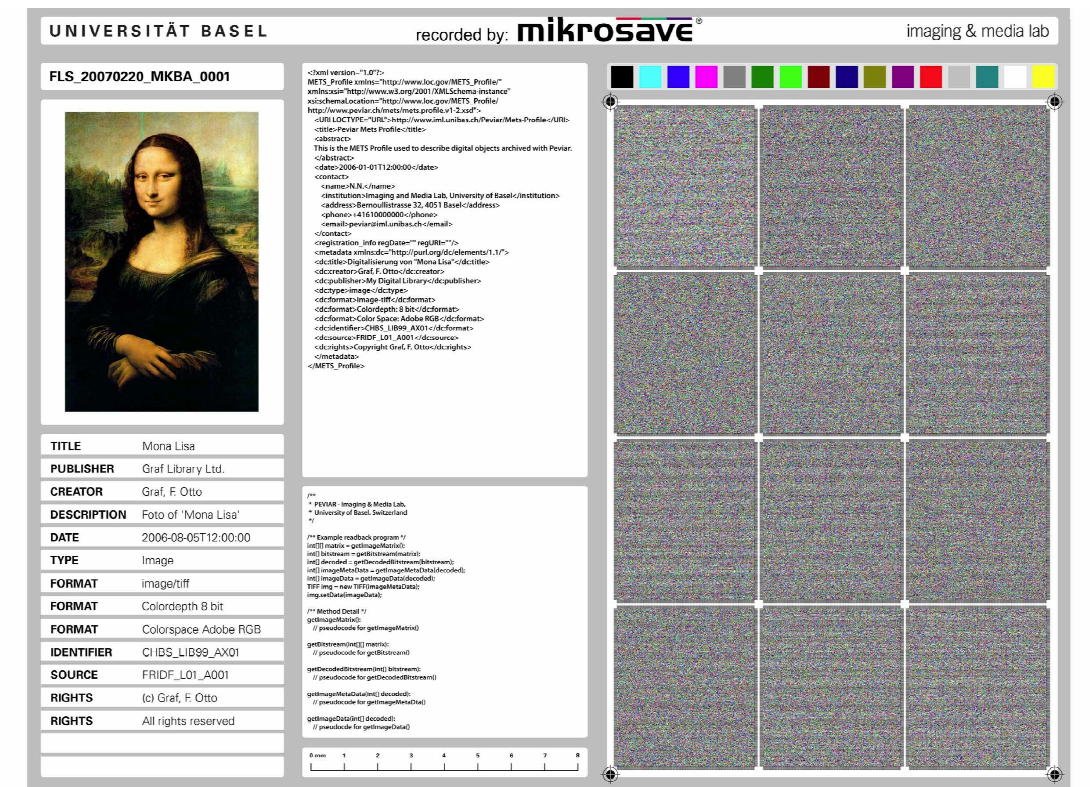 UNIVERSITÄT BASEL
recorded by: mikrosave®
imaging & media lab
FLS_20070220_MKBA_0001
TITLE Mona Lisa
PUBLISHER Graf Library Ltd.
CREATOR Graf, F. Otto
DESCRIPTION Foto of 'Mona Lisa'
DATE 2006-08-05T12:00:00
TYPE Image
FORMAT image/tiff
FORMAT Colordepth 8 bit
FORMAT Colorspace Adobe RGB
IDENTIFIER CHBS_LIB99_AX01
SOURCE FRIDF_L01_A001
RIGHTS (c) Graf, F. Otto
RIGHTS All rights reserved
<?xml version="1.0"?>
METS_Profile xmlns="http://www.loc.gov/METS_Profile/"
xmlns:xsi="http://www.w3.org/2001/XMLSchema-instance"
xsi:schemaLocation="http://www.loc.gov/METS_Profile/
http://www.peviar.ch/mets/mets.profile.v1-2.xsd">
<URI LOCTYPE="URL">http://www.iml.unibas.ch/Peviar/Mets-Profile</URI>
<title>Peviar Mets Profile</title>
<abstract>
This is the METS Profile used to describe digital objects archived with Peviar.
</abstract>
<date>2006-01-01T12:00:00</date>
<contact>
<name>N.N.</name>
<institution>Imaging and Media Lab, University of Basel</institution>
<address>Bernoullistrasse 32, 4051 Basel</address>
<phone>+41610000000</phone>
<email>peviar@iml.unibas.ch</email>
</contact>
<registration_info regDate="" regURI=""/>
<metadata xmlns:dc="http://purl.org/dc/elements/1.1/">
<dc:title>Digitalisierung von "Mona Lisa"</dc:title>
<dc:creator>Graf, F. Otto</dc:creator>
<dc:publisher>My Digital Library</dc:publisher>
<dc:type>image</dc:type>
<dc:format>image-tiff</dc:format>
<dc:format>Colordepth: 8 bit</dc:format>
<dc:format>Color Space: Adobe RGB</dc:format>
<dc:identifier>CHBS_LIB99_AX01</dc:format>
<dc:source>FRIDF_L01_A001</dc:source>
<dc:rights>Copyright Graf, F. Otto</dc:rights>
</metadata>
</METS_Profile>
/**
* PEVIAR - Imaging & Media Lab,
* University of Basel, Switzerland
*/
/** Example readback program */
int[][] matrix = getImageMatrix();
int[] bitstream = getBitstream(matrix);
int[] decoded = getDecodedBitstream(bitstream);
int[] imageMetaData = getImageMetaData(decoded);
int[] imageData = getImageData(decoded);
TIFF img = new TIFF(imageMetaData);
img.setData(imageData);
/** Method Detail */
getImageMatrix():
// pseudocode for getImageMatrix()
getBitstream(int[][] matrix):
// pseudocode for getBitstream()
getDecodedBitstream(int[] bitstream):
// pseudocode for getDecodedBitstream()
getImageMetaData(int[] decoded):
// pseudocode for getImageMetaDta()
getImageData(int[] decoded):
// pseudocode for getImageData()
0 mm 1 2 3 4 5 6 7 8